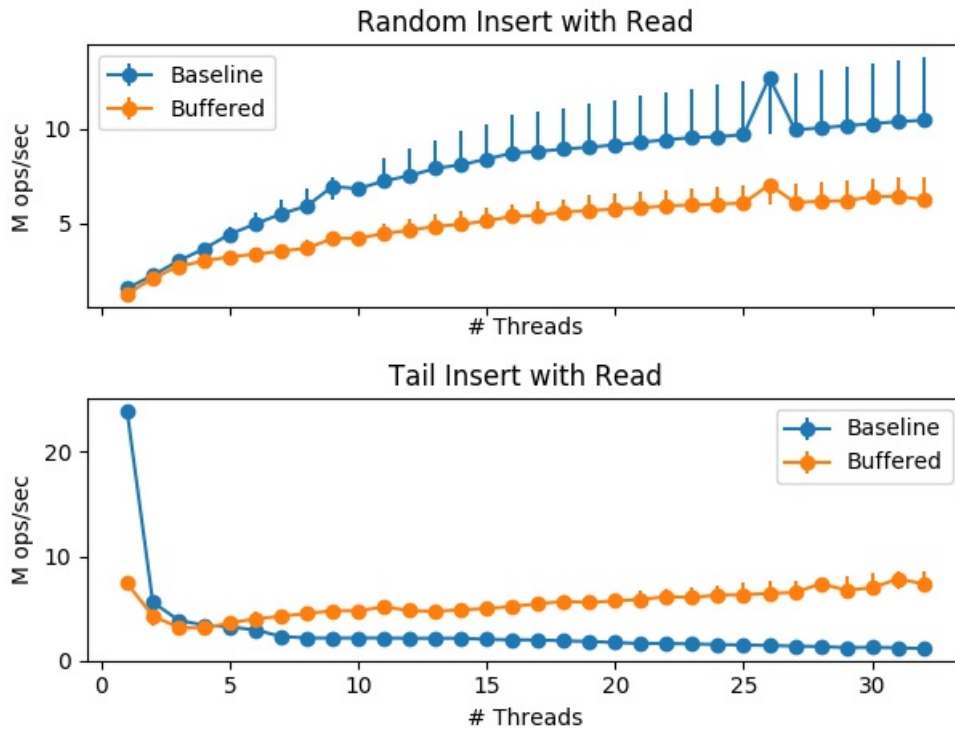 Random Insert with Read
Baseline
Buffered
M ops/sec
10
5
# Threads
Tail Insert with Read
Baseline
Buffered
M ops/sec
20
10
0
0 5 10 15 20 25 30
# Threads